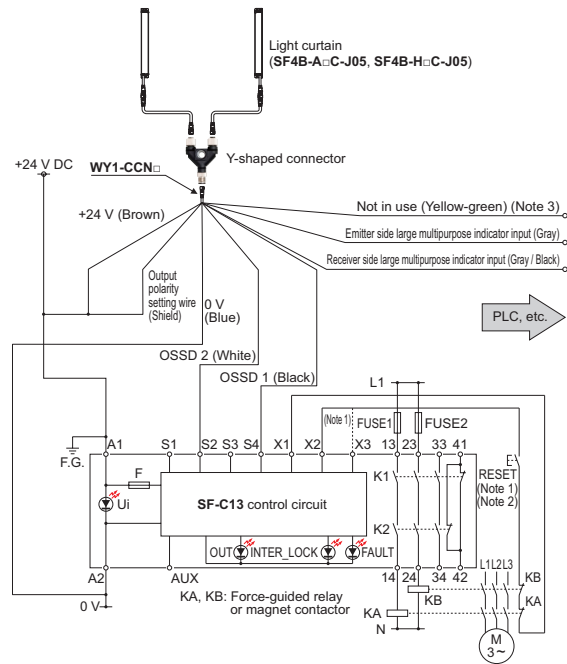 Light curtain
(SF4B-A□C-J05, SF4B-H□C-J05)
Y-shaped connector
+24 V DC
WY1-CCN□
+24 V (Brown)
Not in use (Yellow-green) (Note 3)
Emitter side large multipurpose indicator input (Gray)
Receiver side large multipurpose indicator input (Gray / Black)
Output
polarity
setting wire
(Shield)
0 V
(Blue)
PLC, etc.
OSSD 2 (White)
OSSD 1 (Black)
L1
(Note 1)
FUSE1
FUSE2
F.G.
A1
S1
S2
S3
S4
X1
X2
X3
13
23
33
41
F
Ui
SF-C13 control circuit
K1
K2
RESET
(Note 1)
(Note 2)
OUT
INTER_LOCK
FAULT
A2
AUX
14
24
34
42
L1
L2
L3
KB
KA
KA, KB: Force-guided relay
or magnet contactor
KB
KA
0 V
N
M
3~